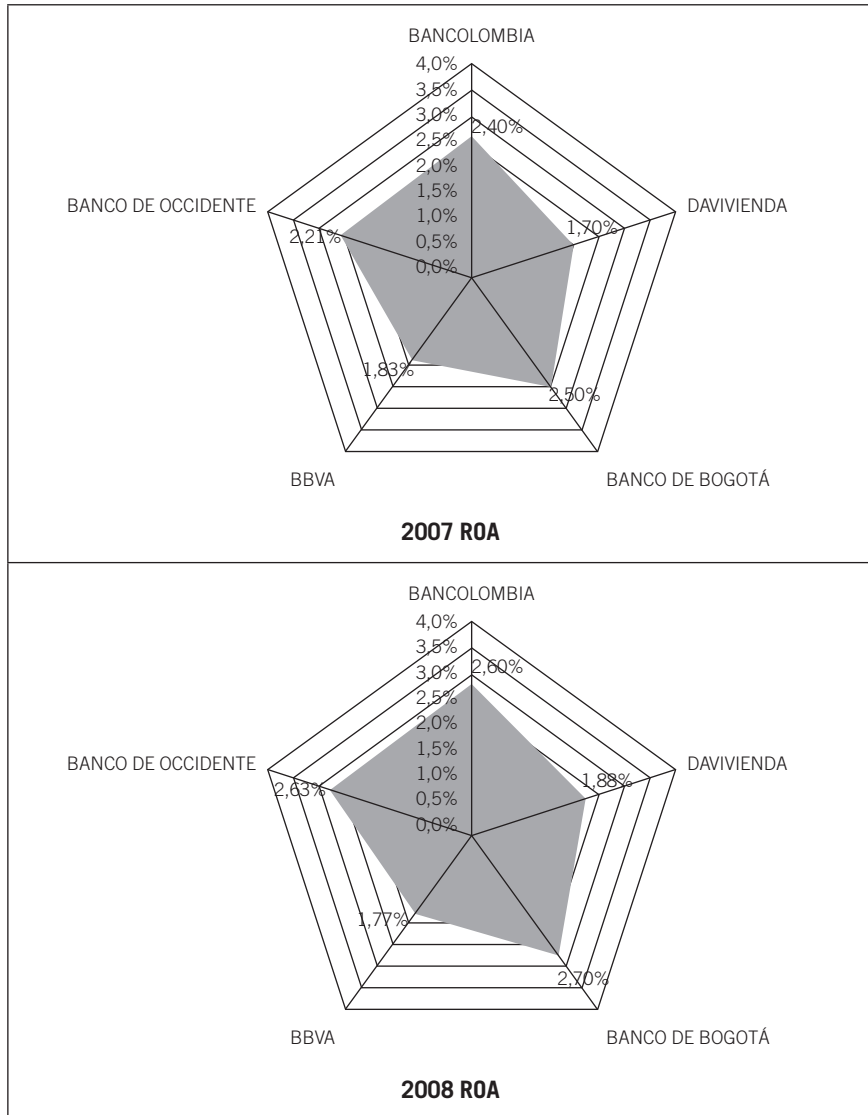 BANCOLOMBIA
4,0%
3,5%
3,0%
2,40%
2,5%
2,0%
1,5%
1,0%
0,5%
0,0%
BANCO DE OCCIDENTE
DAVIVIENDA
2,21%
1,70%
1,83%
2,50%
BBVA
BANCO DE BOGOTÁ
2007 ROA
BANCOLOMBIA
4,0%
3,5%
3,0%
2,60%
2,5%
2,0%
1,5%
1,0%
0,5%
0,0%
BANCO DE OCCIDENTE
DAVIVIENDA
2,63%
1,88%
1,77%
2,70%
BBVA
BANCO DE BOGOTÁ
2008 ROA